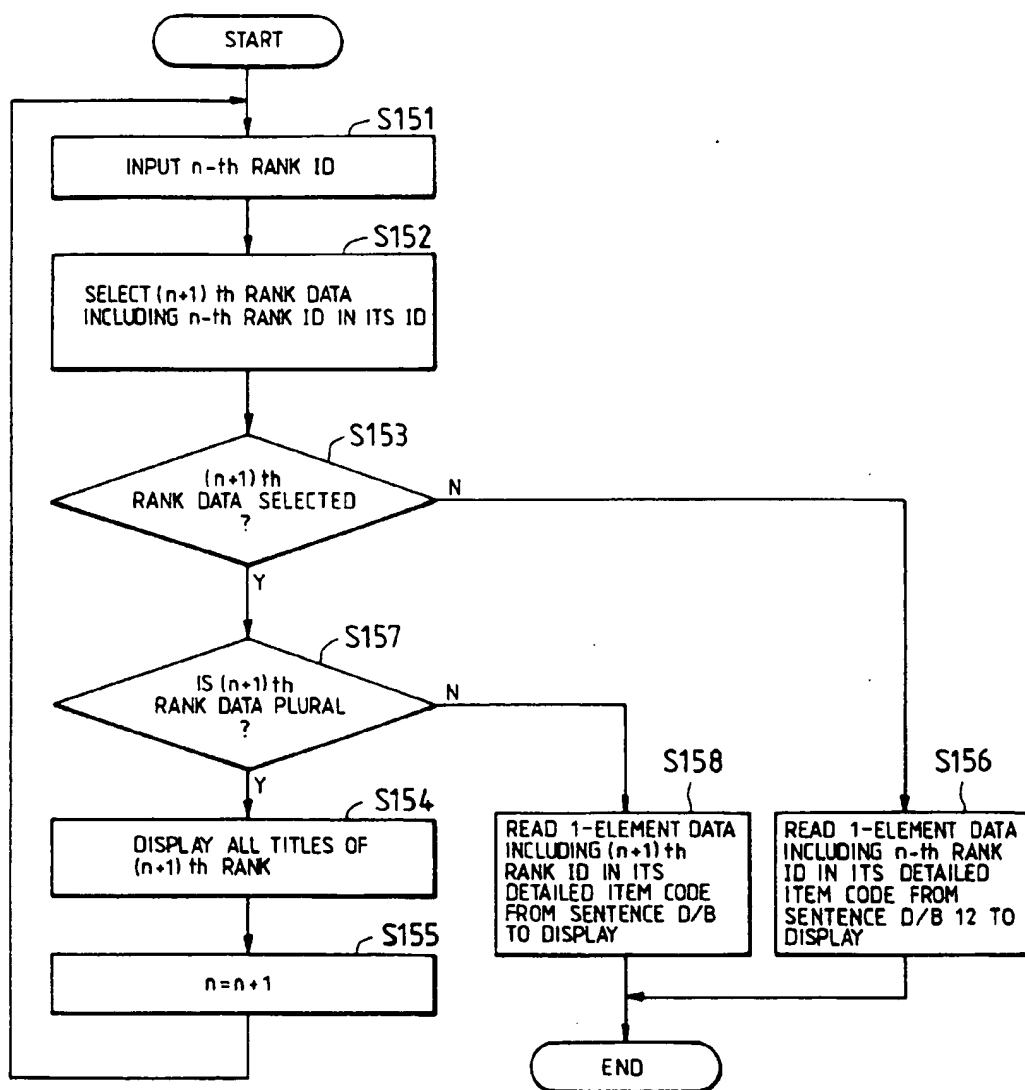 START
S151
INPUT n-th RANK ID
S152
SELECT (n+1) th RANK DATA
INCLUDING n-th RANK ID IN ITS ID
S153
(n+1) th
RANK DATA SELECTED
?
N
Y
S157
IS (n+1) th
RANK DATA PLURAL
?
N
Y
S154
DISPLAY ALL TITLES OF
(n+1) th RANK
S155
n=n+1
S158
READ 1-ELEMENT DATA
INCLUDING (n+1) th
RANK ID IN ITS
DETAILED ITEM CODE
FROM SENTENCE D/B
TO DISPLAY
S156
READ 1-ELEMENT DATA
INCLUDING n-th RANK
ID IN ITS DETAILED
ITEM CODE FROM
SENTENCE D/B 12 TO
DISPLAY
END